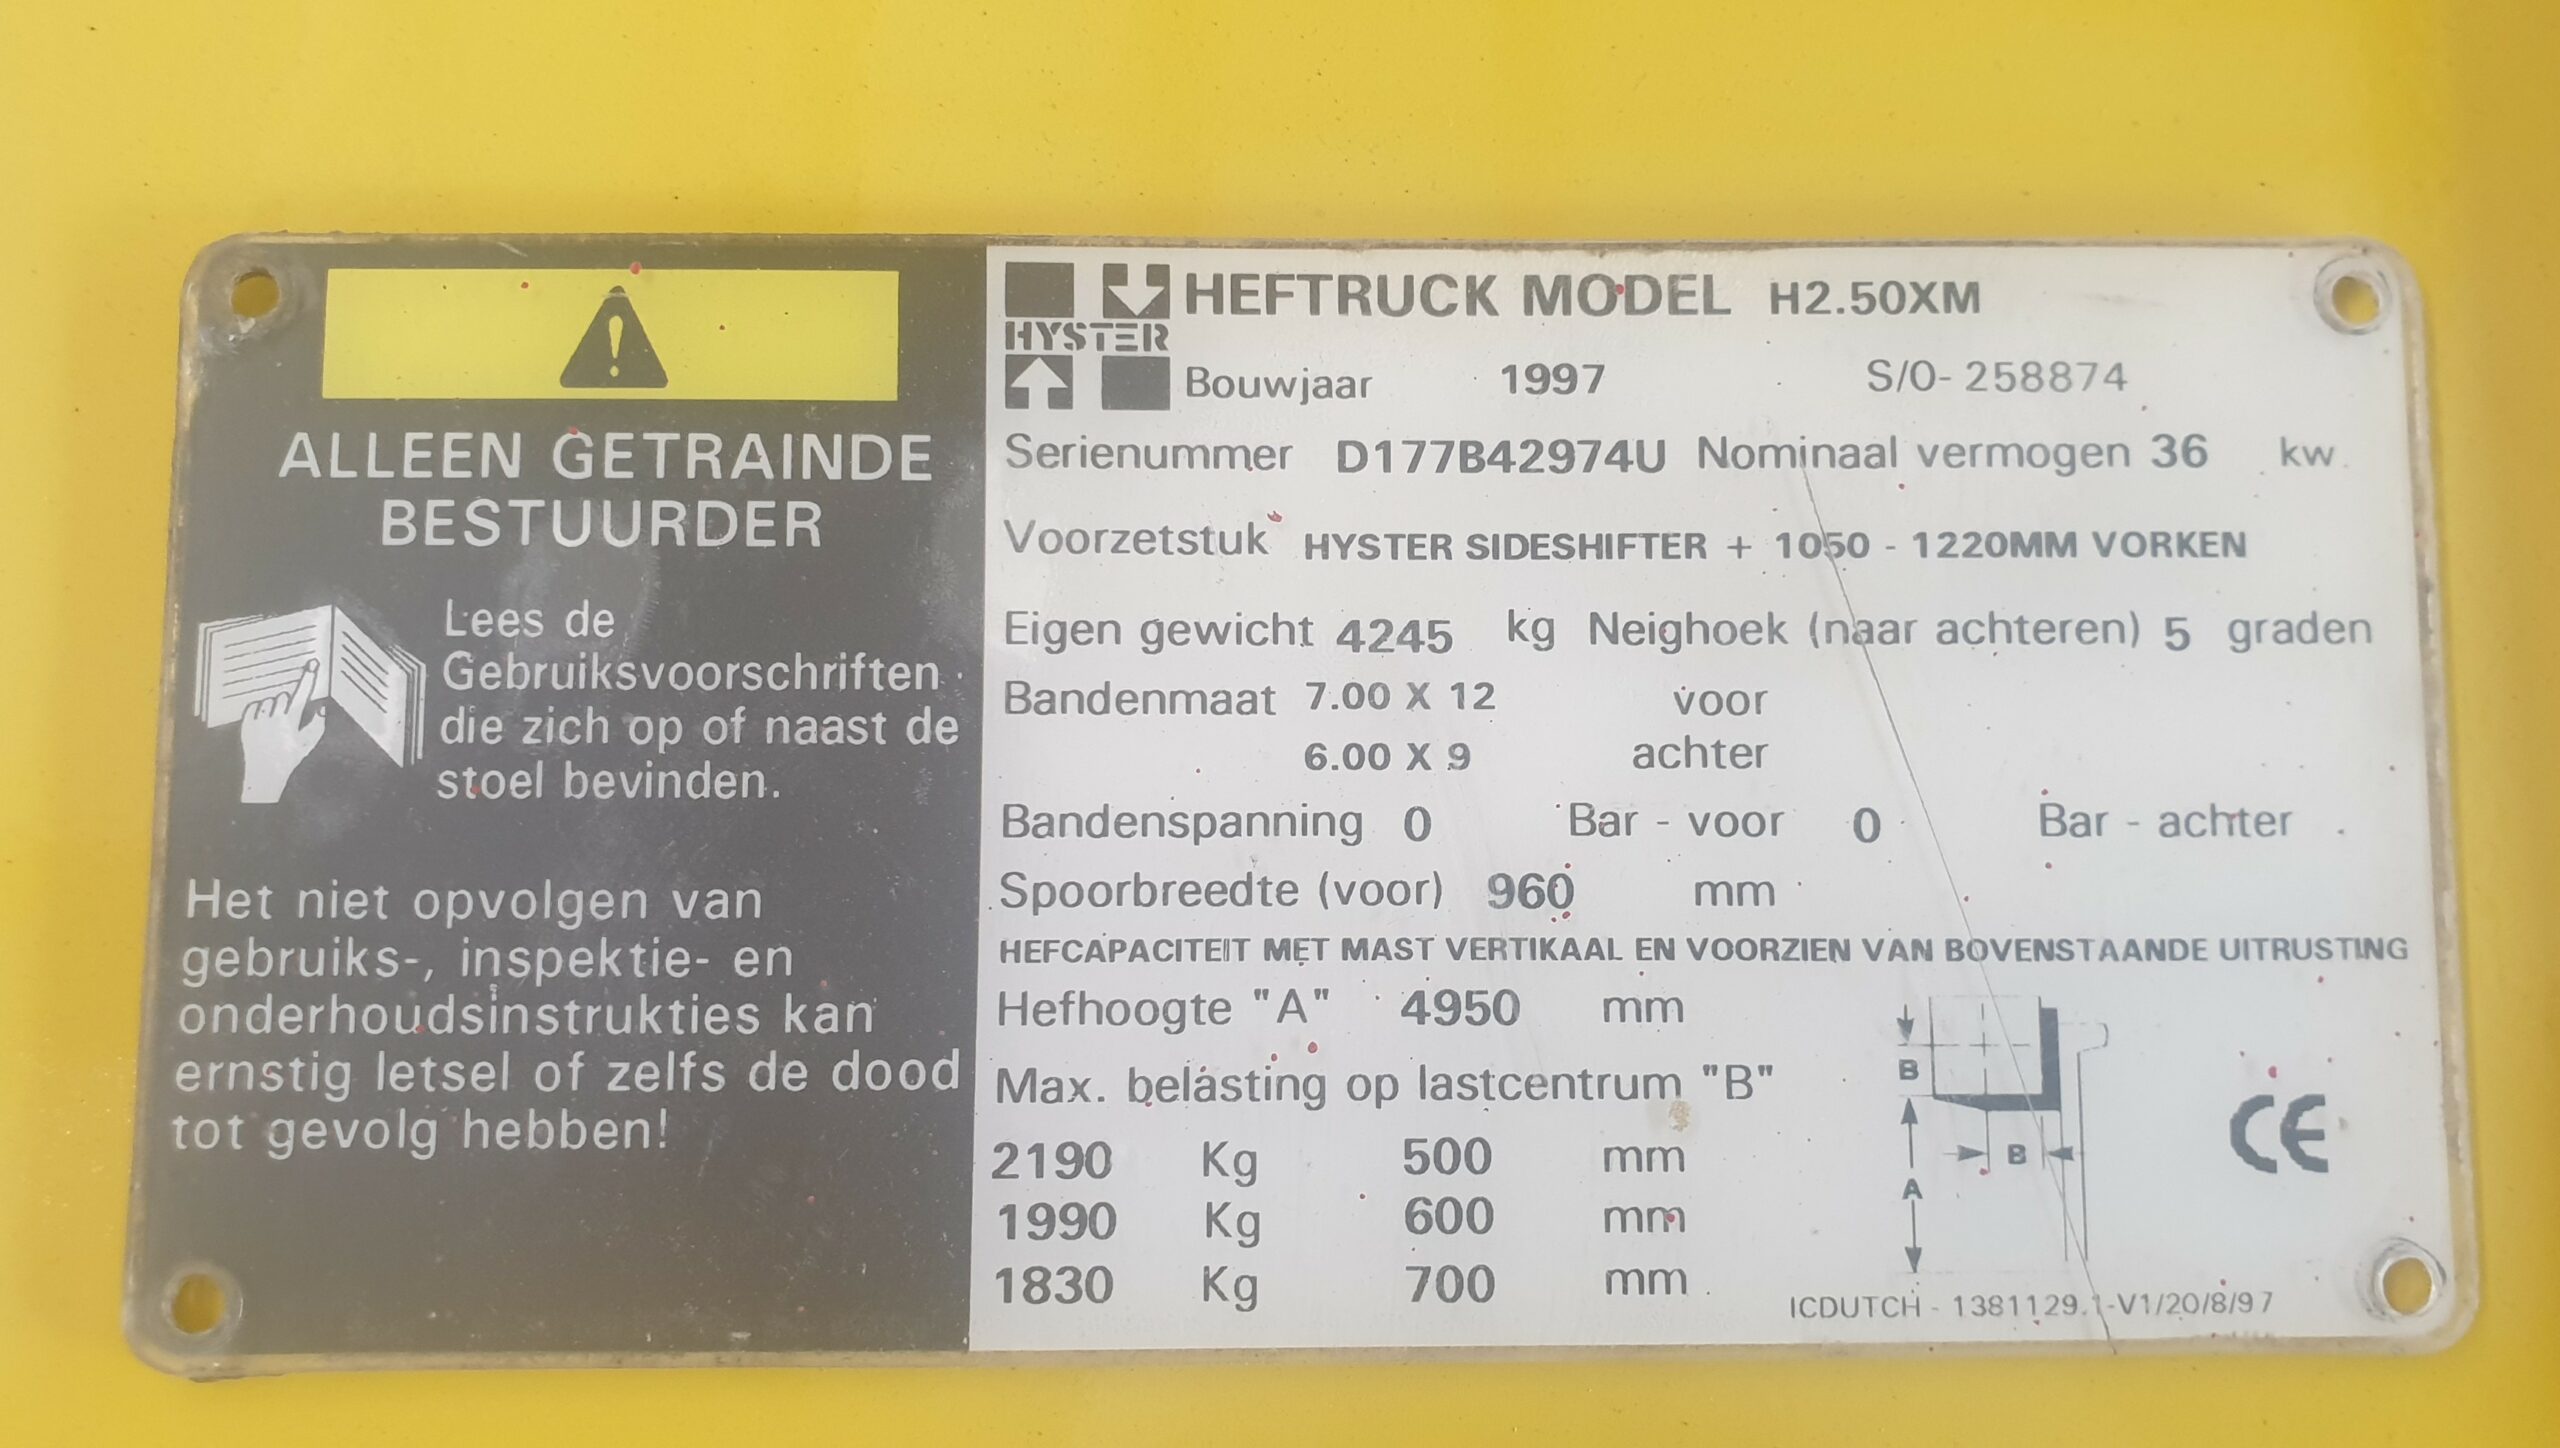 ALLEEN GETRAINDE
BESTUURDER
Lees de
Gebruiksvoorschriften
die zich op of naast de
stoel bevinden.
Het niet opvolgen van
gebruiks-, inspektie- en
onderhoudsinstrukties kan
ernstig letsel of zelfs de dood
tot gevolg hebben!
HYSTER
HEFTRUCK MODEL H2.50XM
Bouwjaar 1997 S/O- 258874
Serienummer D177B42974U Nominaal vermogen 36 kw
Voorzetstuk HYSTER SIDESHIFTER + 1050 - 1220MM VORKEN
Eigen gewicht 4245 kg Neighoek (naar achteren) 5 graden
Bandenmaat 7.00 X 12 voor
6.00 X 9 achter
Bandenspanning 0 Bar - voor 0 Bar - achter
Spoorbreedte (voor) 960 mm
HEFCAPACITEIT MET MAST VERTIKAAL EN VOORZIEN VAN BOVENSTAANDE UITRUSTING
Hefhoogte "A" 4950 mm
Max. belasting op lastcentrum "B"
2190 Kg 500 mm
1990 Kg 600 mm
1830 Kg 700 mm
B
B
A
CE
ICDUTCH - 1381129.1-V1/20/8/97